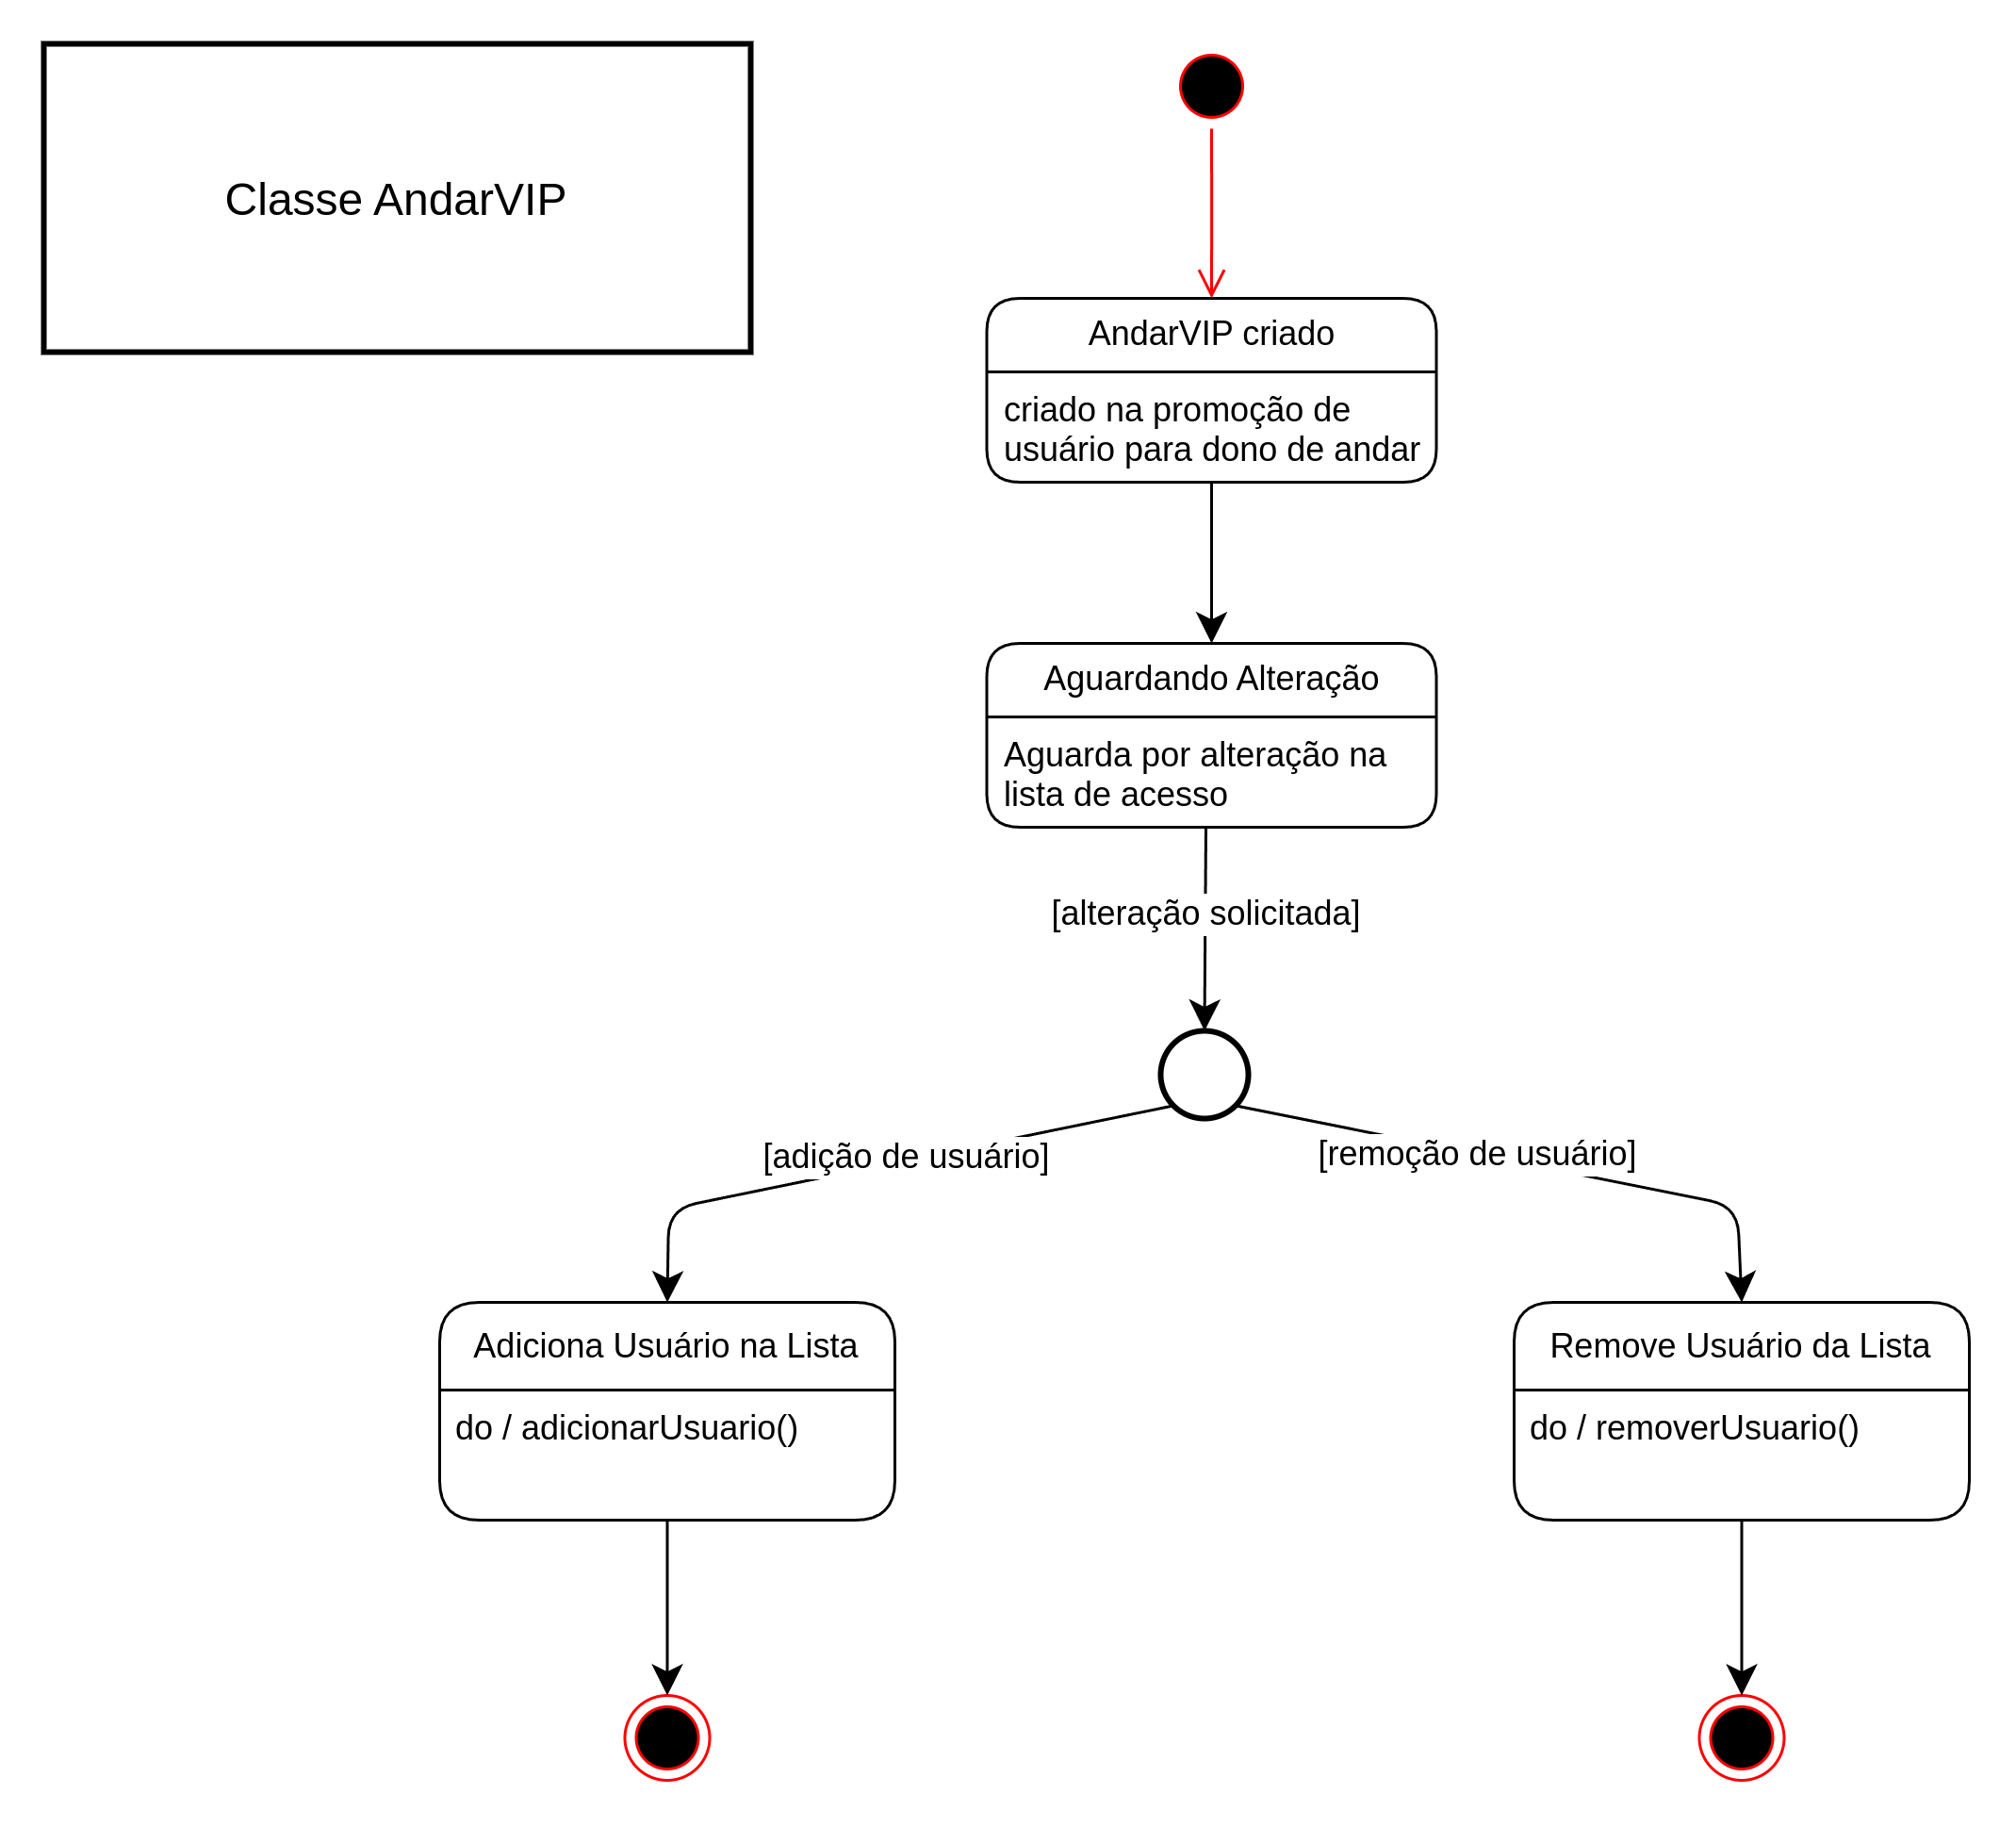 Classe AndarVIP
AndarVIP criado
criado na promoção de
usuário para dono de andar
Aguardando Alteração
Aguarda por alteração na
lista de acesso
[alteração solicitada]
[adição de usuário]
[remoção de usuário]
Adiciona Usuário na Lista
do / adicionarUsuario()
Remove Usuário da Lista
do / removerUsuario()